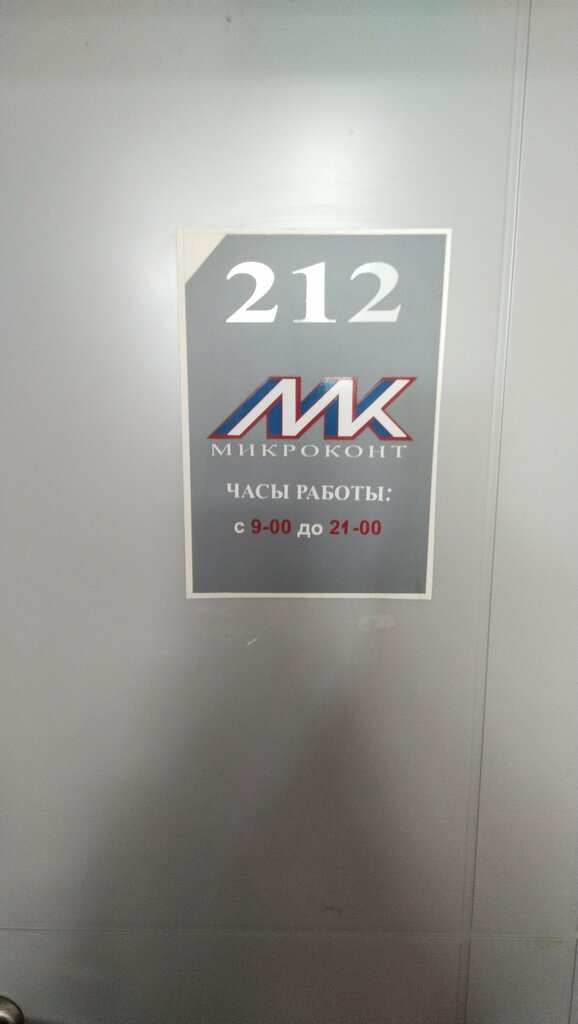 212
МК
МИКРОКОНТ
ЧАСЫ РАБОТЫ:
с 9-00 до 21-00